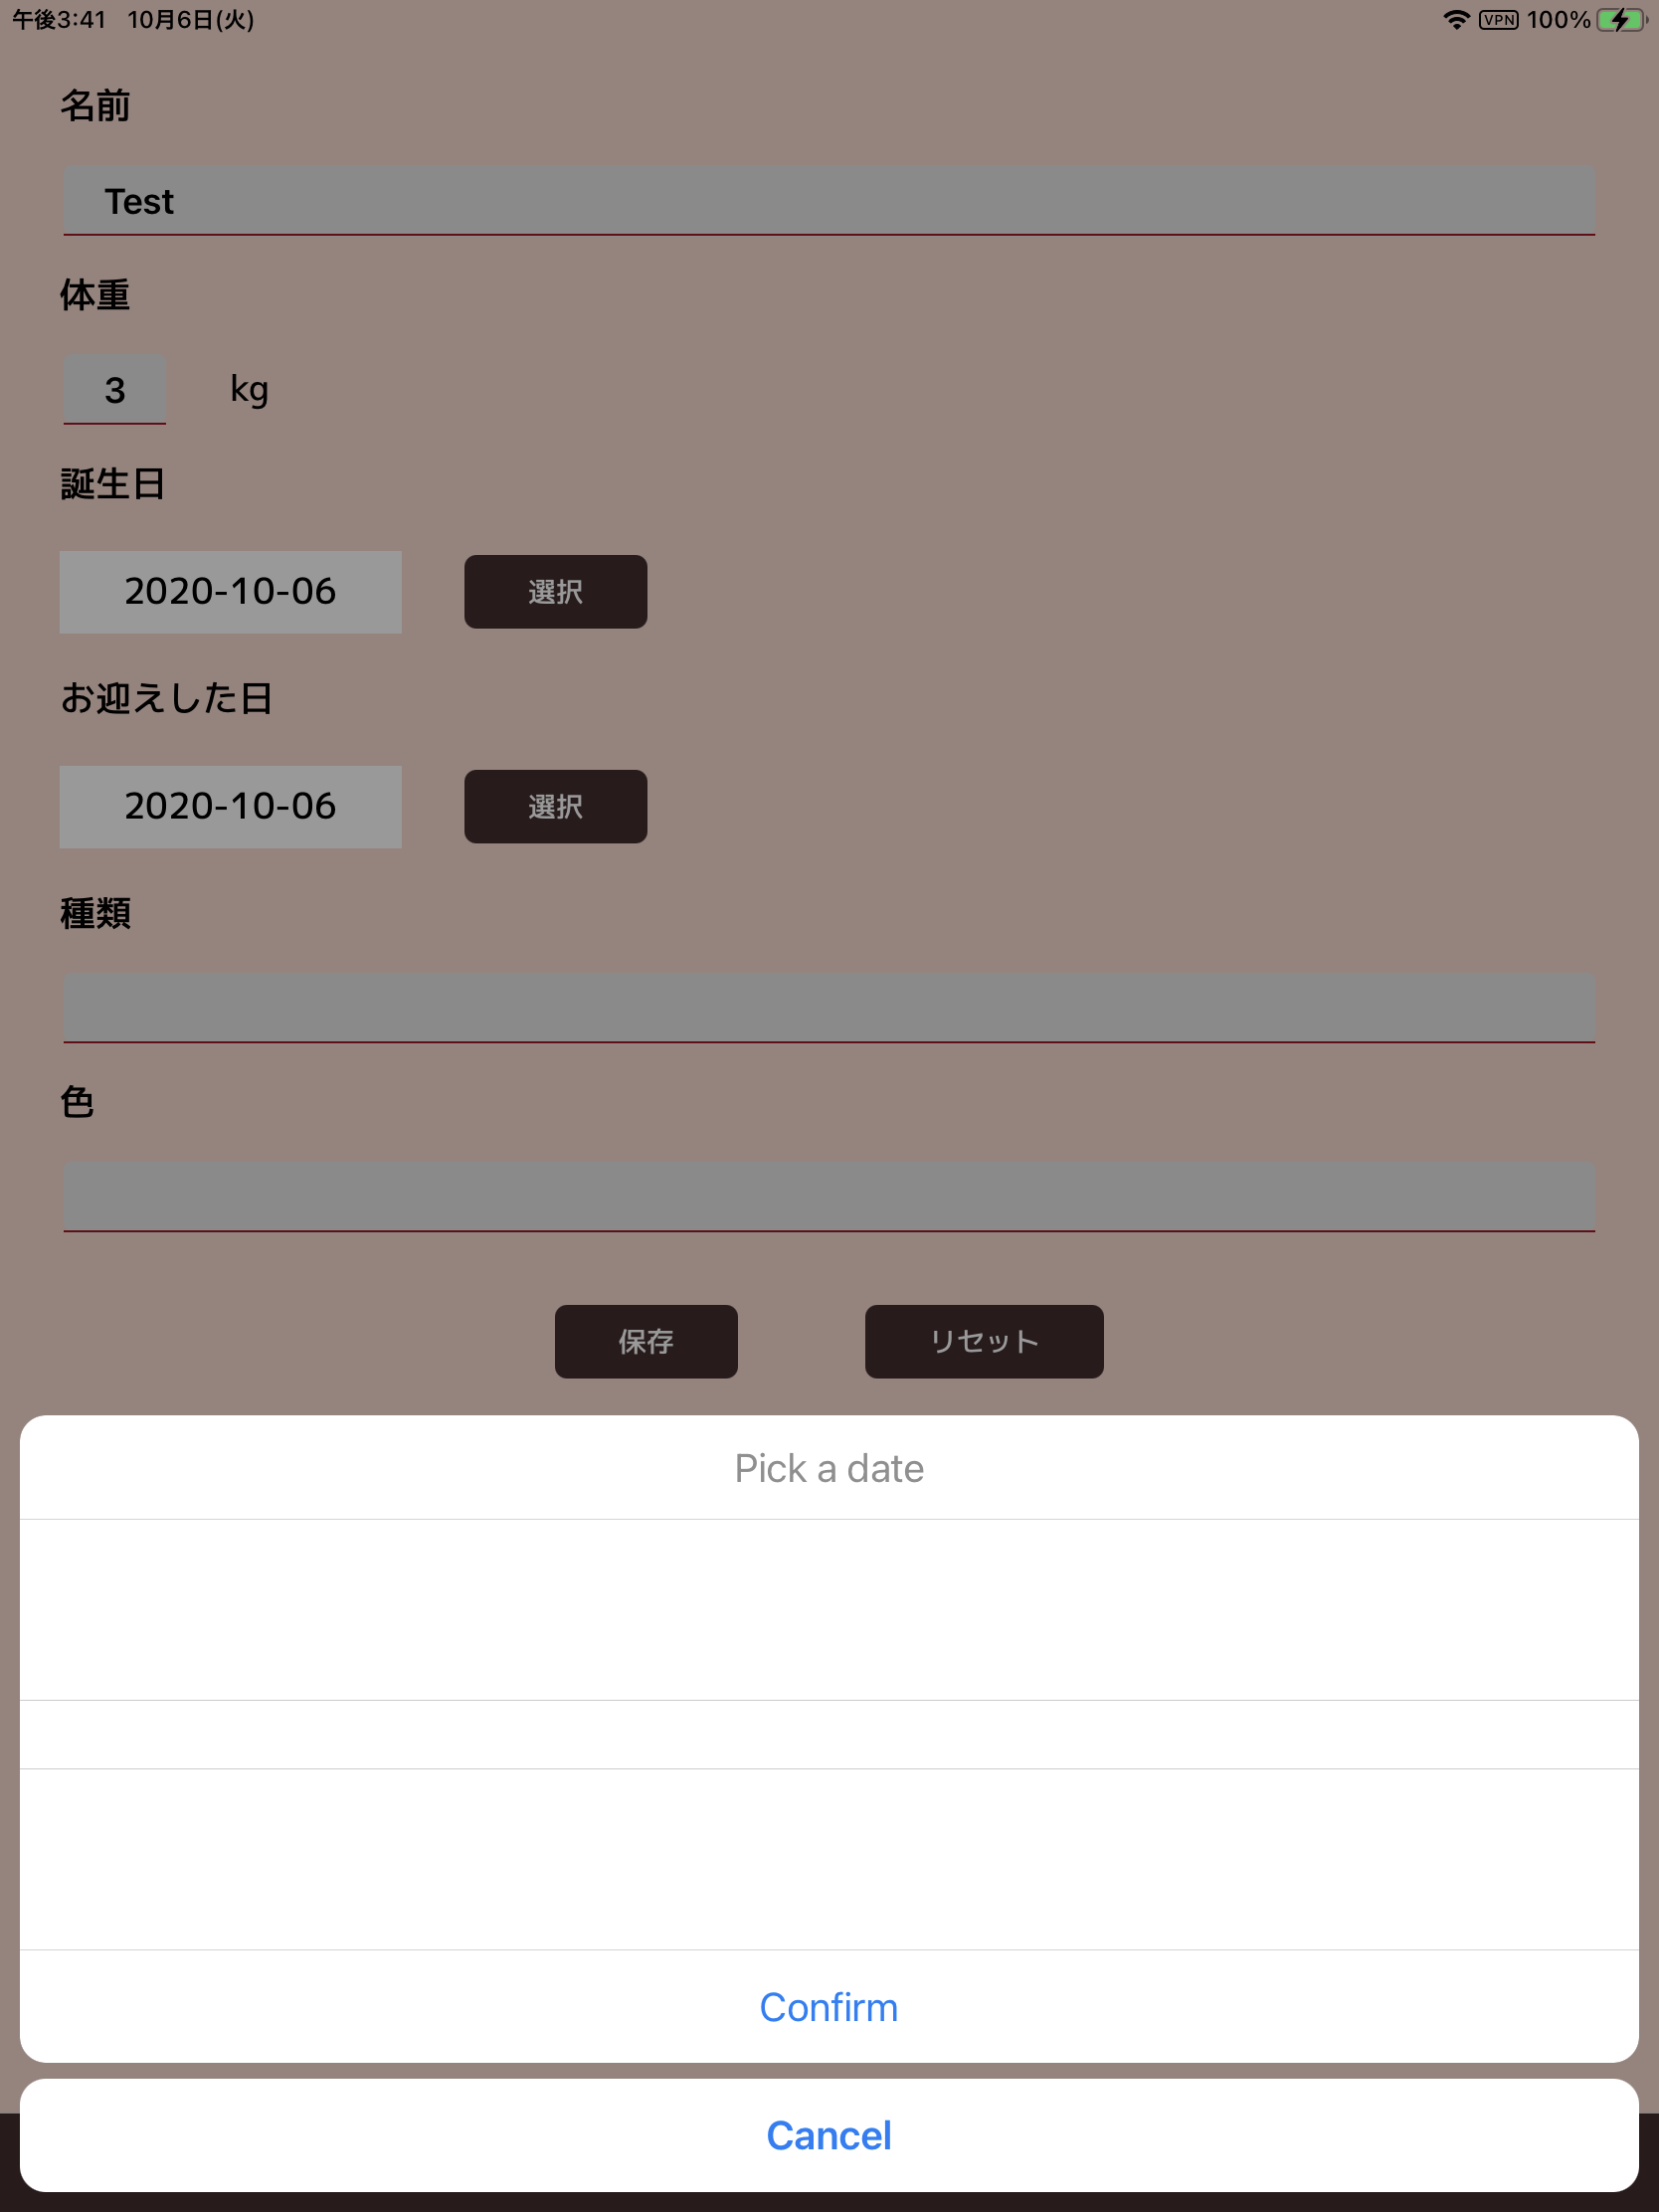 午後3:41 10月6日(火) VPN 100%
名前
Test
体重
3 kg
誕生日
2020-10-06 選択
お迎えした日
2020-10-06 選択
種類
色
保存 リセット
Pick a date
Confirm
Cancel